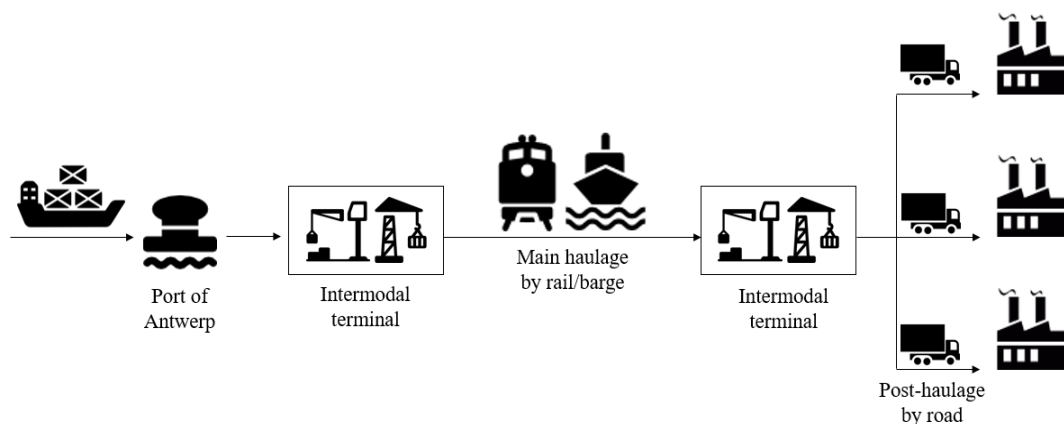 Port of
Antwerp
Intermodal
terminal
Main haulage
by rail/barge
Intermodal
terminal
Post-haulage
by road